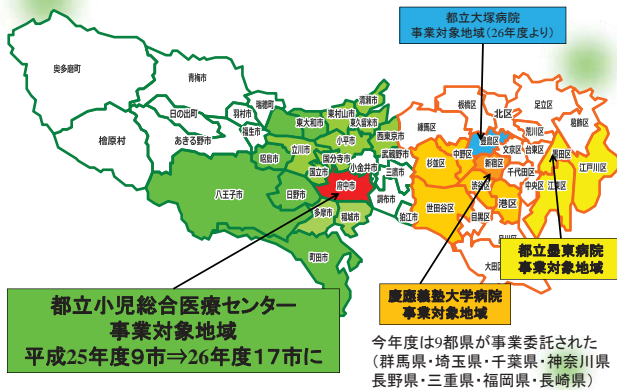 都立大塚病院
事業対象地域(26年度より)
奥多摩町
青梅市
瑞穂町
清瀬市
板橋区
北区
足立区
日の出町
羽村市
東村山市
東久留米市
葛飾区
福生市
東大和市
西東京市
練馬区
豊島区
荒川区
檜原村
あきる野市
立川市
小平市
文京区
台東区
墨田区
昭島市
国分寺市
武蔵野市
中野区
新宿区
江戸川区
国立市
小金井市
杉並区
千代田区
八王子市
日野市
府中市
三鷹市
渋谷区
中央区
江東区
調布市
世田谷区
港区
多摩市
稲城市
狛江市
目黒区
町田市
大田区
都立墨東病院
事業対象地域
都立小児総合医療センター
事業対象地域
平成25年度9市⇒26年度17市に
慶應義塾大学病院
事業対象地域
今年度は9都県が事業委託された
(群馬県・埼玉県・千葉県・神奈川県
長野県・三重県・福岡県・長崎県)